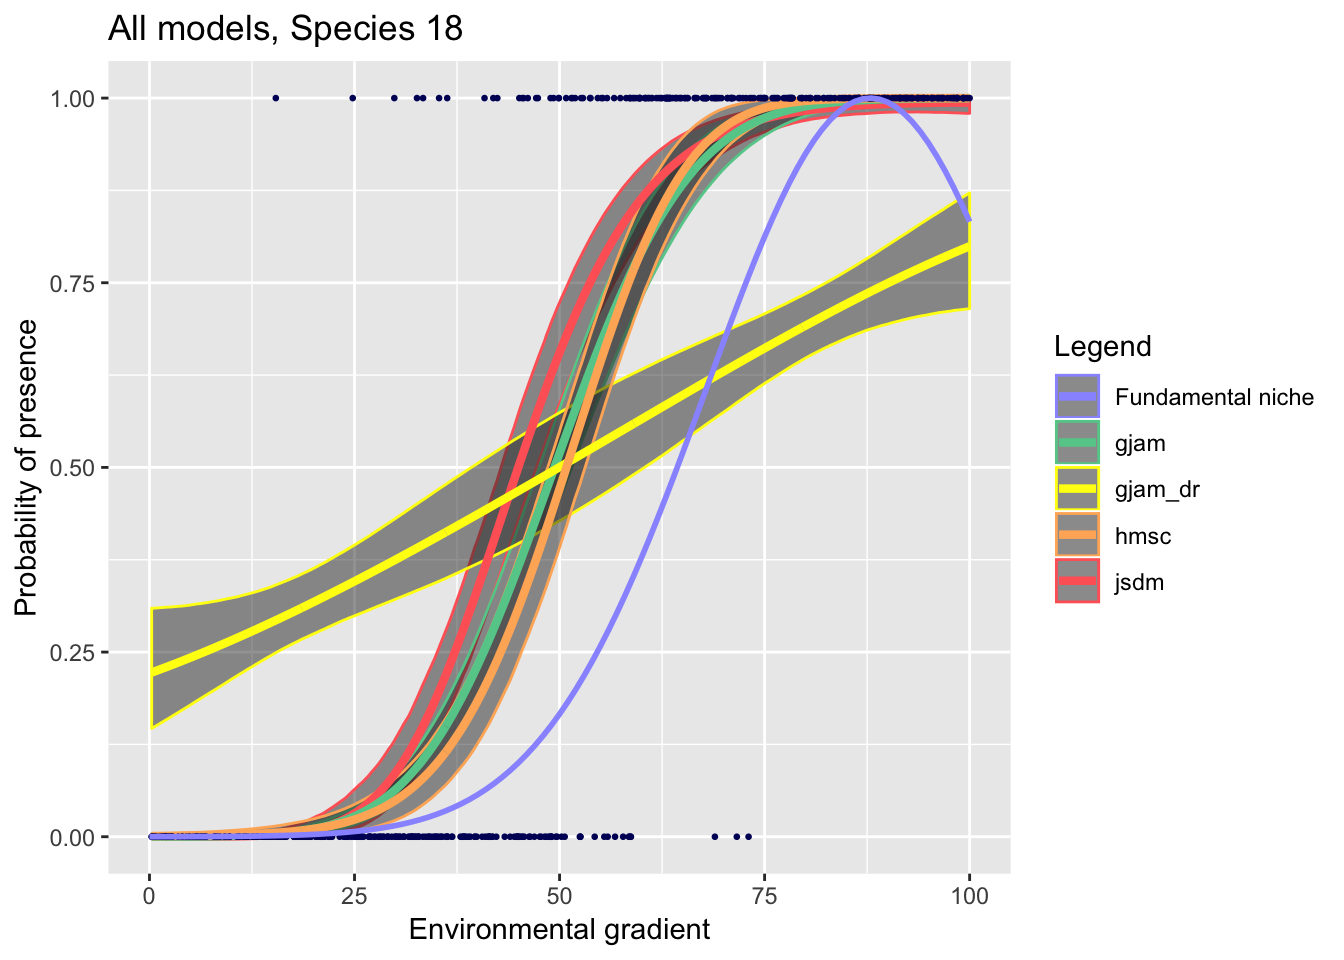 All models, Species 18
1.00
0.75
0.50
0.25
0.00
Probability of presence
0
25
50
75
100
Environmental gradient
Legend
Fundamental niche
gjam
gjam_dr
hmsc
jsdm